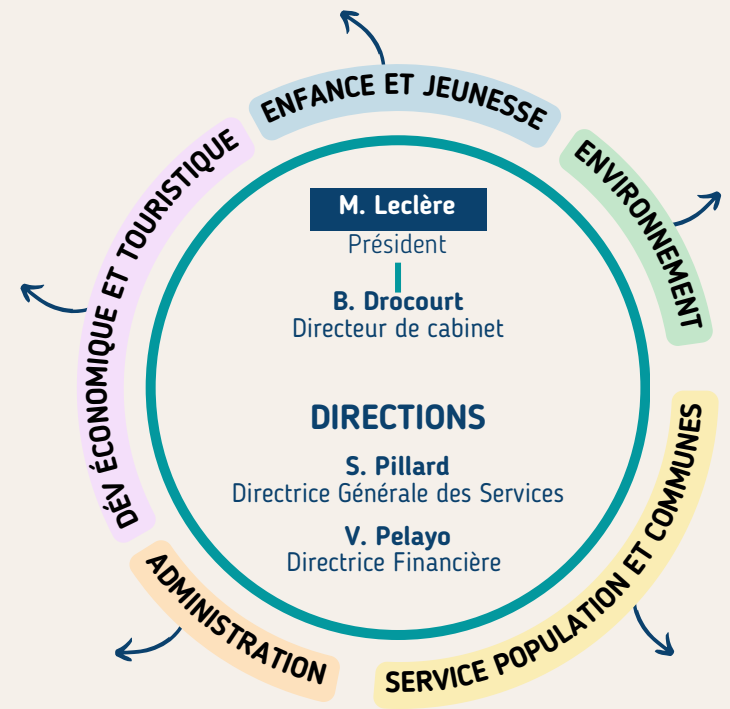 ENFANCE ET JEUNESSE
ENVIRONNEMENT
DÉV ÉCONOMIQUE ET TOURISTIQUE
M. Leclère
Président
B. Drocourt
Directeur de cabinet
DIRECTIONS
S. Pillard
Directrice Générale des Services
V. Pelayo
Directrice Financière
ADMINISTRATION
SERVICE POPULATION ET COMMUNES